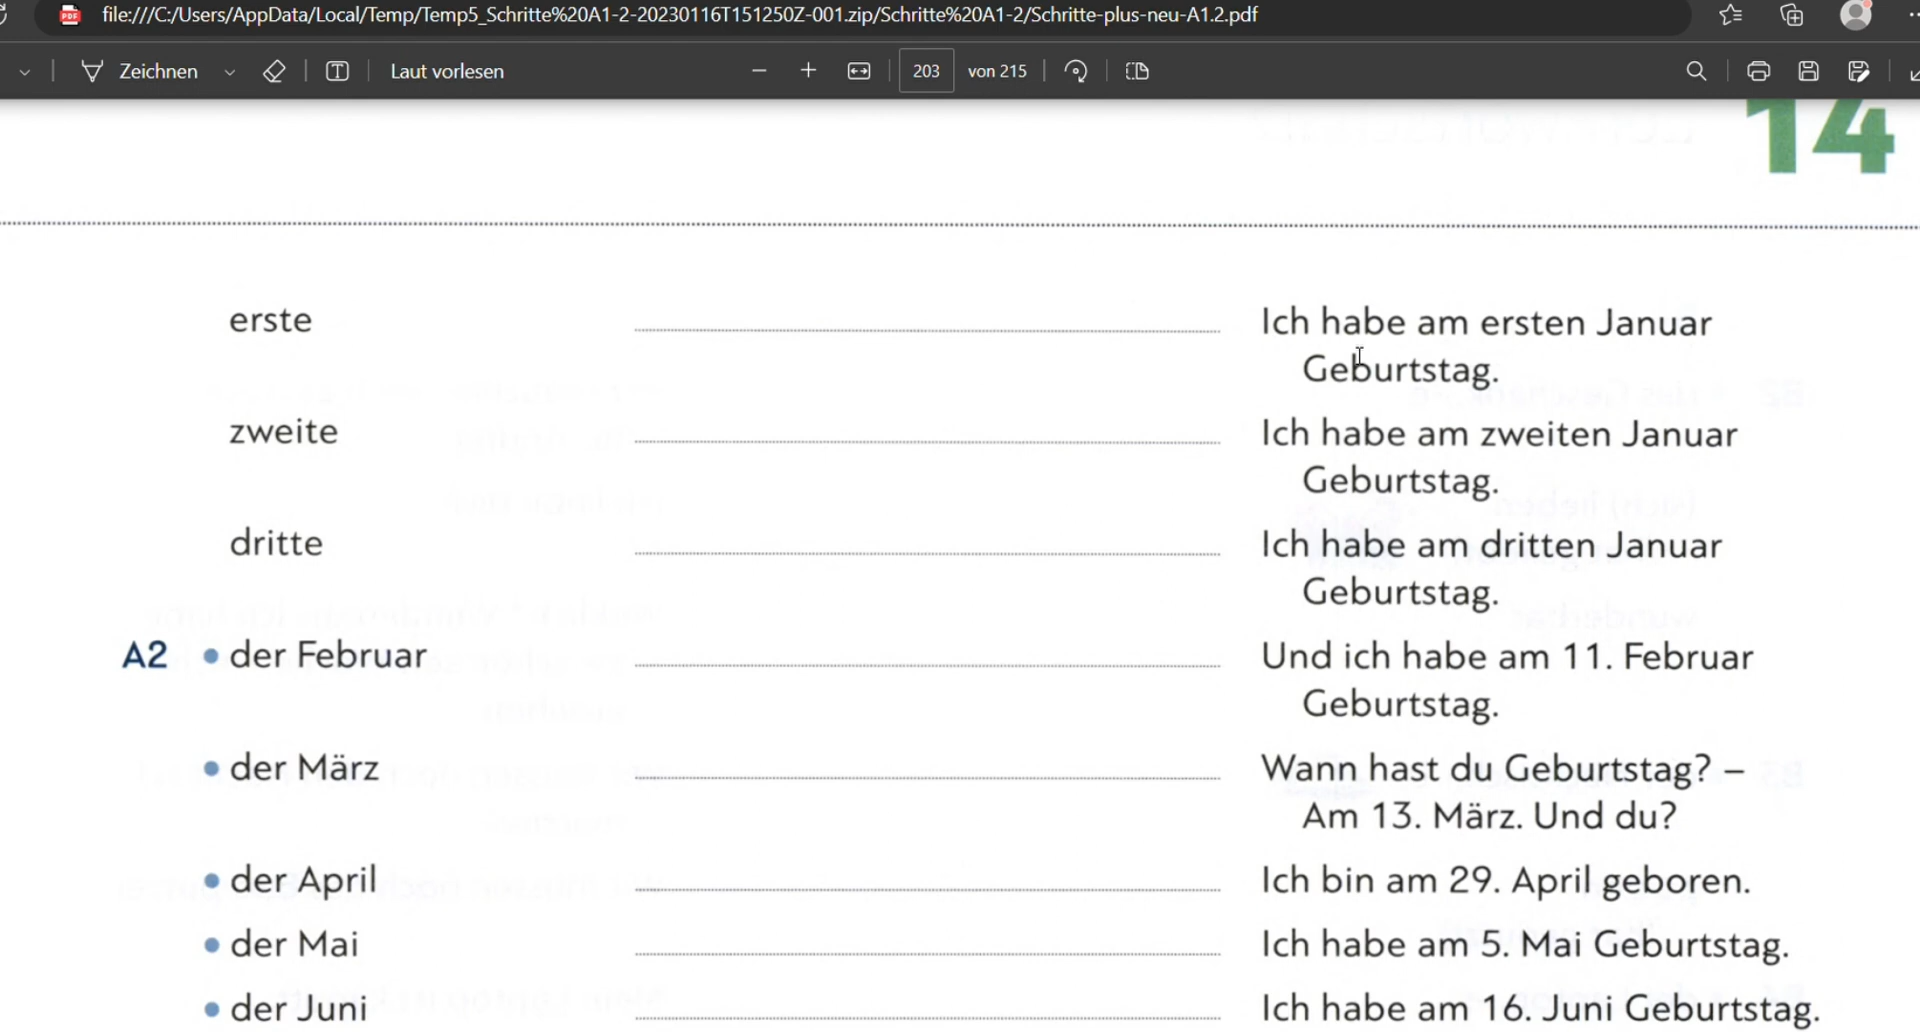 file:///C:/Users/AppData/Local/Temp/Temp5_Schritte%20A1-2-20230116T151250Z-001.zip/Schritte%20A1-2/Schritte-plus-neu-A1.2.pdf
Zeichnen Laut vorlesen 203 von 215
14
erste Ich habe am ersten Januar
Geburtstag.
zweite Ich habe am zweiten Januar
Geburtstag.
dritte Ich habe am dritten Januar
Geburtstag.
A2 • der Februar Und ich habe am 11. Februar
Geburtstag.
• der März Wann hast du Geburtstag? –
Am 13. März. Und du?
• der April Ich bin am 29. April geboren.
• der Mai Ich habe am 5. Mai Geburtstag.
• der Juni Ich habe am 16. Juni Geburtstag.